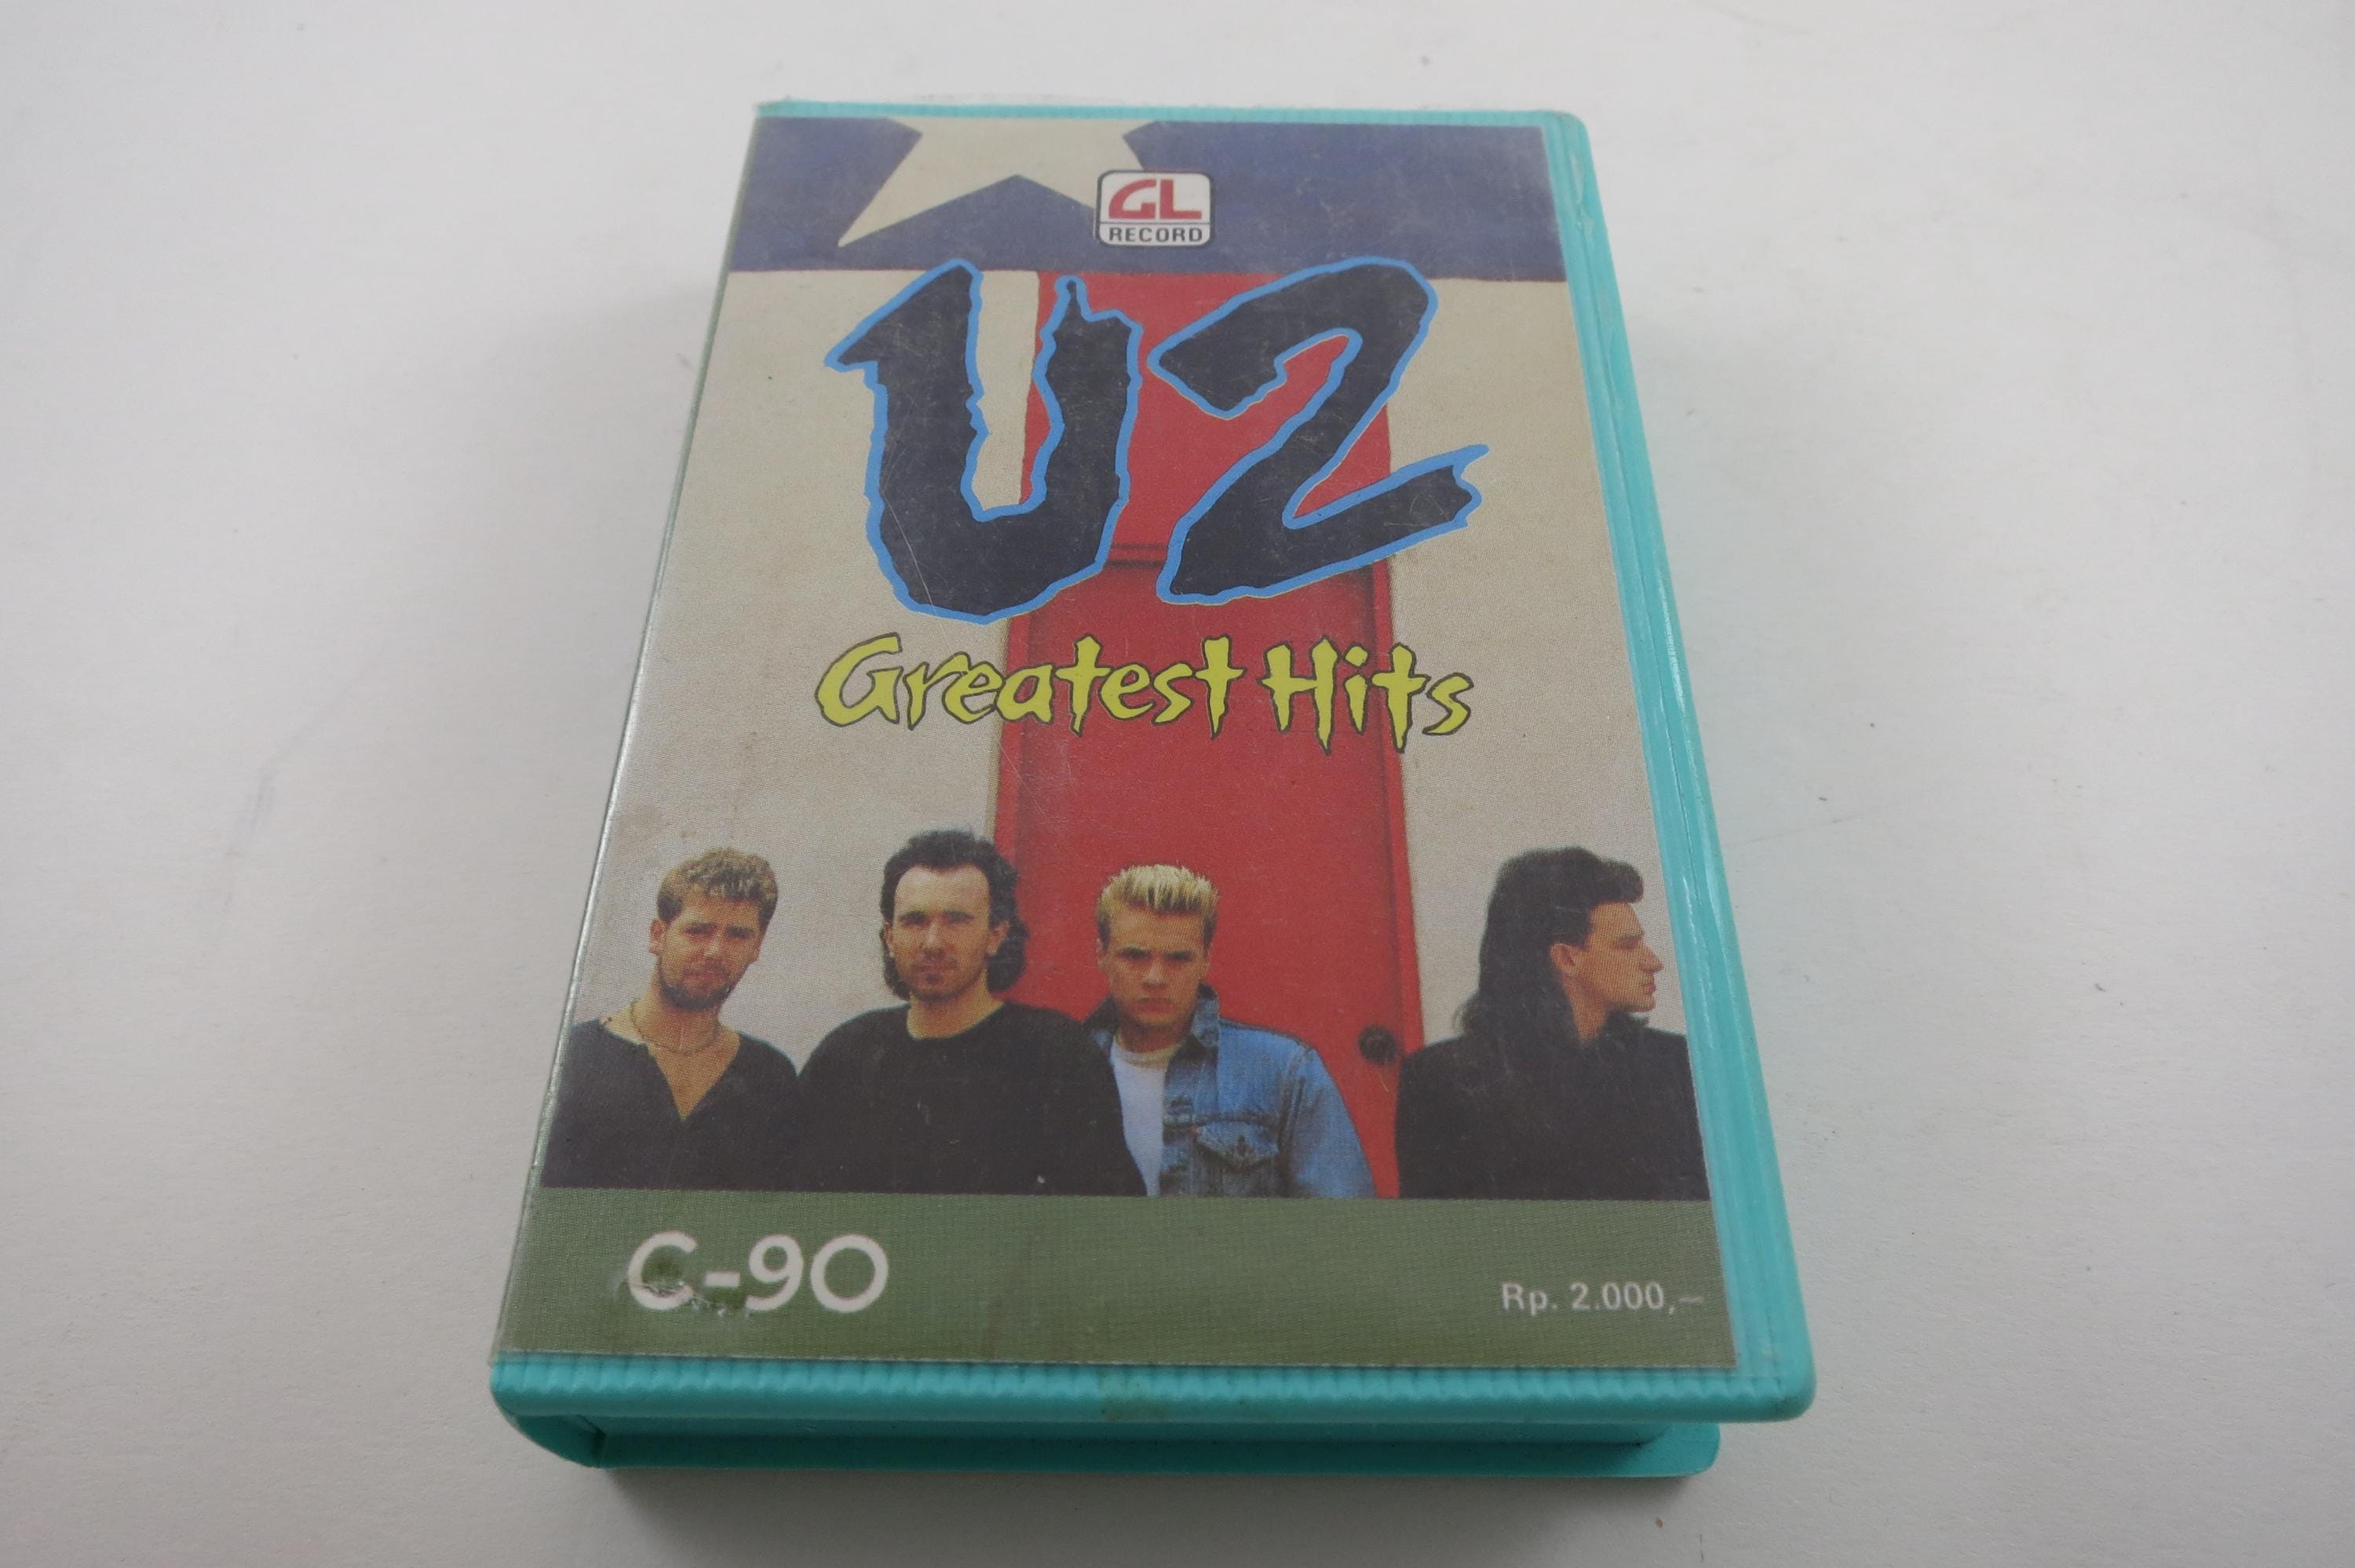 GL
RECORD
U2
Greatest Hits
C-90
Rp. 2.000,-